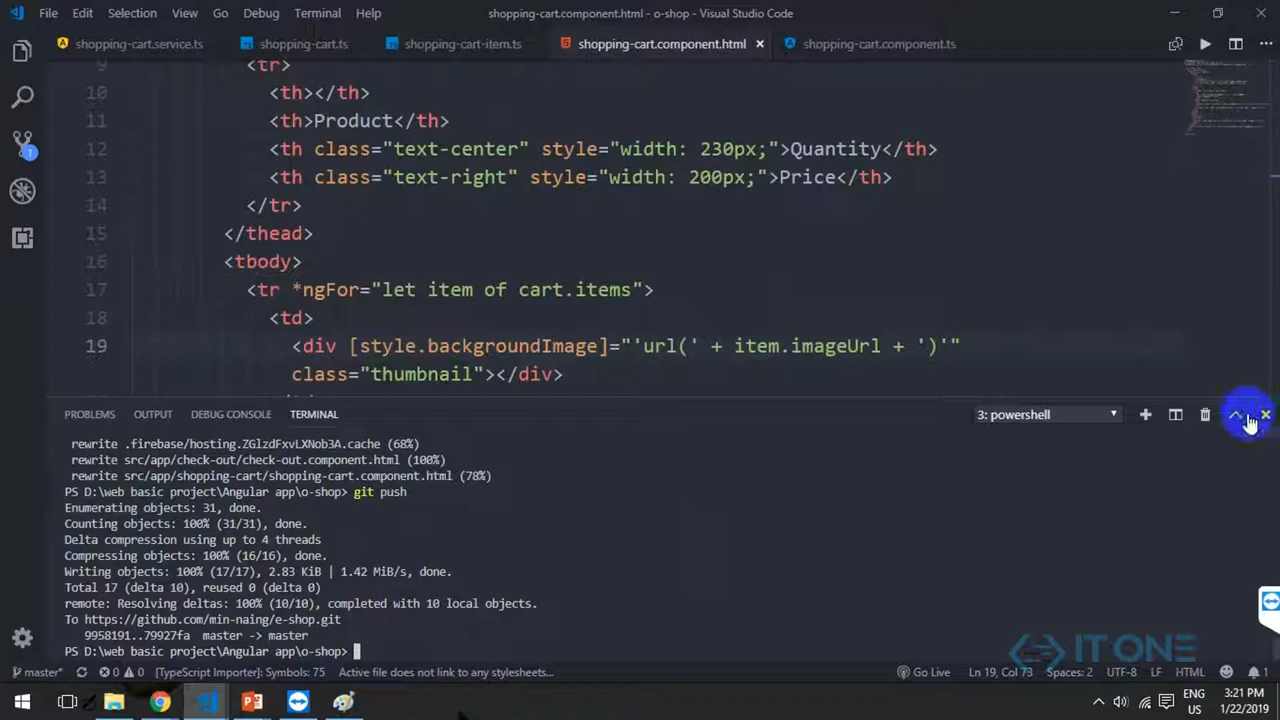 File Edit Selection View Go Debug Terminal Help shopping-cart.component.html - o-shop - Visual Studio Code
shopping-cart.service.ts shopping-cart.ts shopping-cart-item.ts shopping-cart.component.html shopping-cart.component.ts
9 <tr>
10 <th></th>
11 <th>Product</th>
12 <th class="text-center" style="width: 230px;">Quantity</th>
13 <th class="text-right" style="width: 200px;">Price</th>
14 </tr>
15 </thead>
16 <tbody>
17 <tr *ngFor="let item of cart.items">
18 <td>
19 <div [style.backgroundImage]="'url(' + item.imageUrl + ')'"
class="thumbnail"></div>
PROBLEMS OUTPUT DEBUG CONSOLE TERMINAL 3: powershell
rewrite .firebase/hosting.ZGlzdFxvLXNob3A.cache (68%)
rewrite src/app/check-out/check-out.component.html (100%)
rewrite src/app/shopping-cart/shopping-cart.component.html (78%)
PS D:\web basic project\Angular app\o-shop> git push
Enumerating objects: 31, done.
Counting objects: 100% (31/31), done.
Delta compression using up to 4 threads
Compressing objects: 100% (16/16), done.
Writing objects: 100% (17/17), 2.83 KiB | 1.42 MiB/s, done.
Total 17 (delta 10), reused 0 (delta 0)
remote: Resolving deltas: 100% (10/10), completed with 10 local objects.
To https://github.com/min-naing/e-shop.git
9958191..79927fa master -> master
PS D:\web basic project\Angular app\o-shop>
IT ONE
master* 0 0 [TypeScript Importer]: Symbols: 75 Active file does not link to any stylesheets... Go Live Ln 19, Col 73 Spaces: 2 UTF-8 LF HTML 1
ENG 3:21 PM
US 1/22/2019